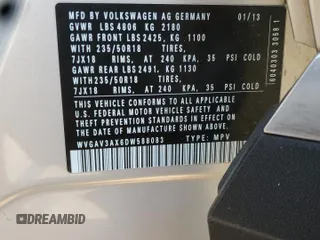 MFD. BY VOLKSWAGEN AG GERMANY 01/13
GVWR LBS 4806 KG 2180
GAWR FRONT LBS 2425, KG 1100
WITH 235/50R18 TIRES,
7JX18 RIMS, AT 240 KPA, 35 PSI COLD
GAWR REAR LBS 2491, KG 1130
WITH 235/50R18 TIRES,
7JX18 RIMS, AT 240 KPA, 35 PSI COLD
THIS VEHICLE CONFORMS TO ALL APPLICABLE
U.S. FEDERAL MOTOR VEHICLE SAFETY
STANDARDS IN EFFECT ON THE DATE OF
MANUFACTURE SHOWN ABOVE.
WVGAV3AX6DW588083 TYPE: MPV
6040303 3058 1
DREAMBID